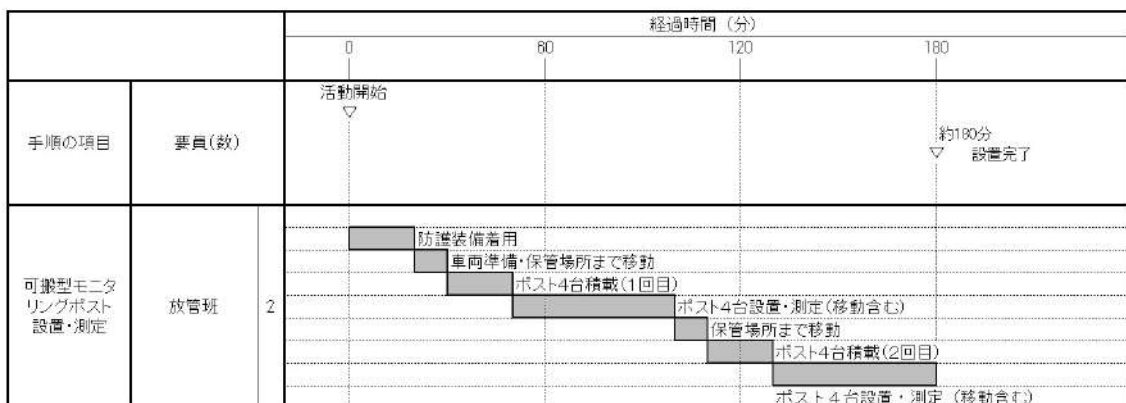 経過時間（分）
0 60 120 180
活動開始
手順の項目 要員(数)
約180分
設置完了
防護装備着用
車両準備・保管場所まで移動
ポスト4台積載(1回目)
可搬型モニタ
リングポスト
設置・測定
放管班 2
ポスト4台設置・測定(移動含む)
保管場所まで移動
ポスト4台積載(2回目)
ポスト４台設置・測定（移動含む）